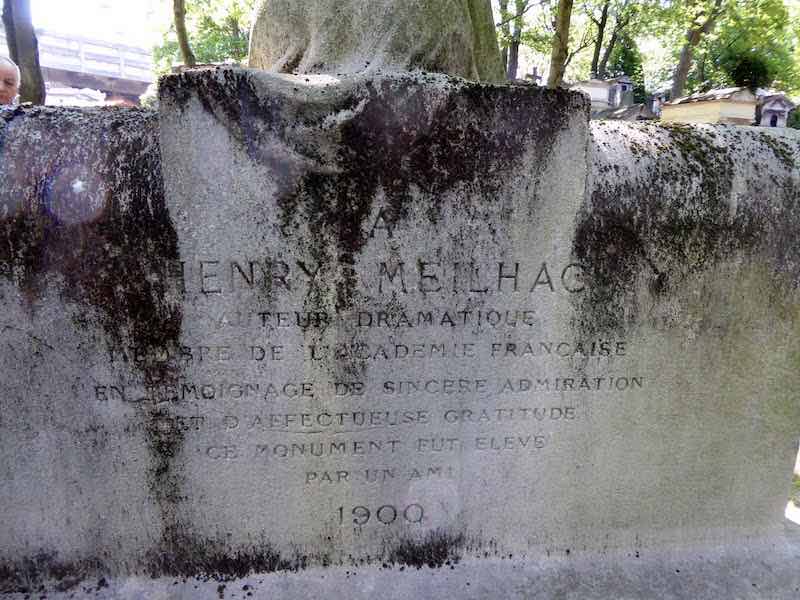 A
HENRY MEILHAC
AUTEUR DRAMATIQUE
MEMBRE DE L'ACADEMIE FRANÇAISE
EN TEMOIGNAGE DE SINCERE ADMIRATION
ET D'AFFECTUEUSE GRATITUDE
CE MONUMENT FUT ELEVE
PAR UN AMI
1900